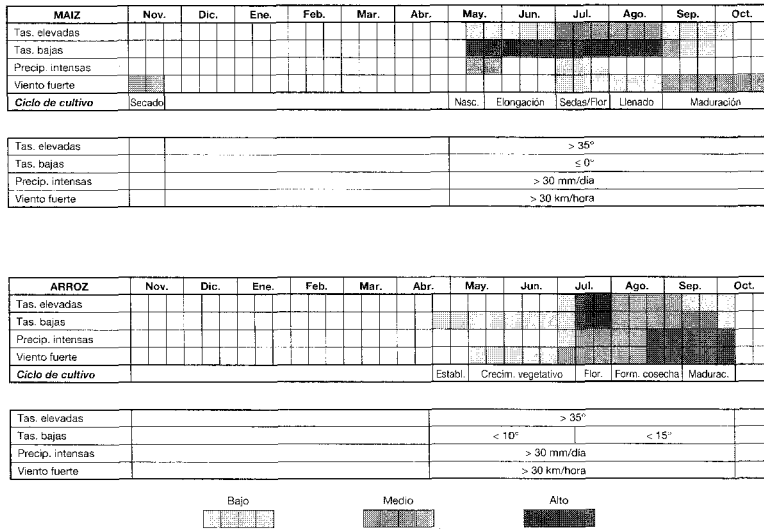 MAIZ Nov. Dic. Ene. Feb. Mar. Abr. May. Jun. Jul. Ago. Sep. Oct.
Tas. elevadas
Tas. bajas
Precip. intensas
Viento fuerte
Ciclo de cultivo Secado Nasc. Elongación Sedas/Flor Llenado Maduración
Tas. elevadas > 35°
Tas. bajas ≤ 0°
Precip. intensas > 30 mm/día
Viento fuerte > 30 km/hora
ARROZ Nov. Dic. Ene. Feb. Mar. Abr. May. Jun. Jul. Ago. Sep. Oct.
Tas. elevadas
Tas. bajas
Precip. intensas
Viento fuerte
Ciclo de cultivo Establ. Crecim. vegetativo Flor. Form. cosecha Madurac.
Tas. elevadas > 35°
Tas. bajas < 10° < 15°
Precip. intensas > 30 mm/día
Viento fuerte > 30 km/hora
Bajo Medio Alto